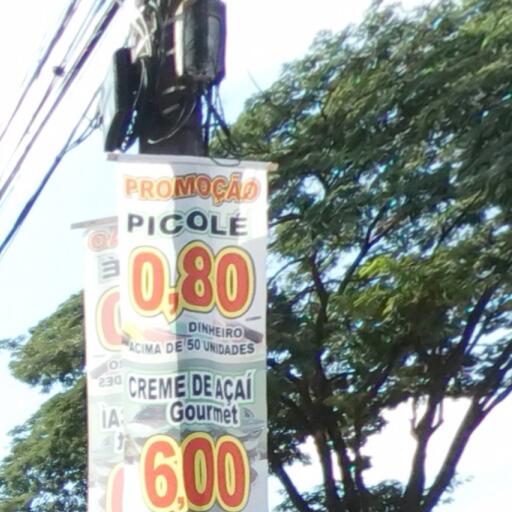 PROMOÇÃO
PICOLÉ
0,80
DINHEIRO
ACIMA DE 50 UNIDADES
CREME DE AÇAÍ
Gourmet
6,00